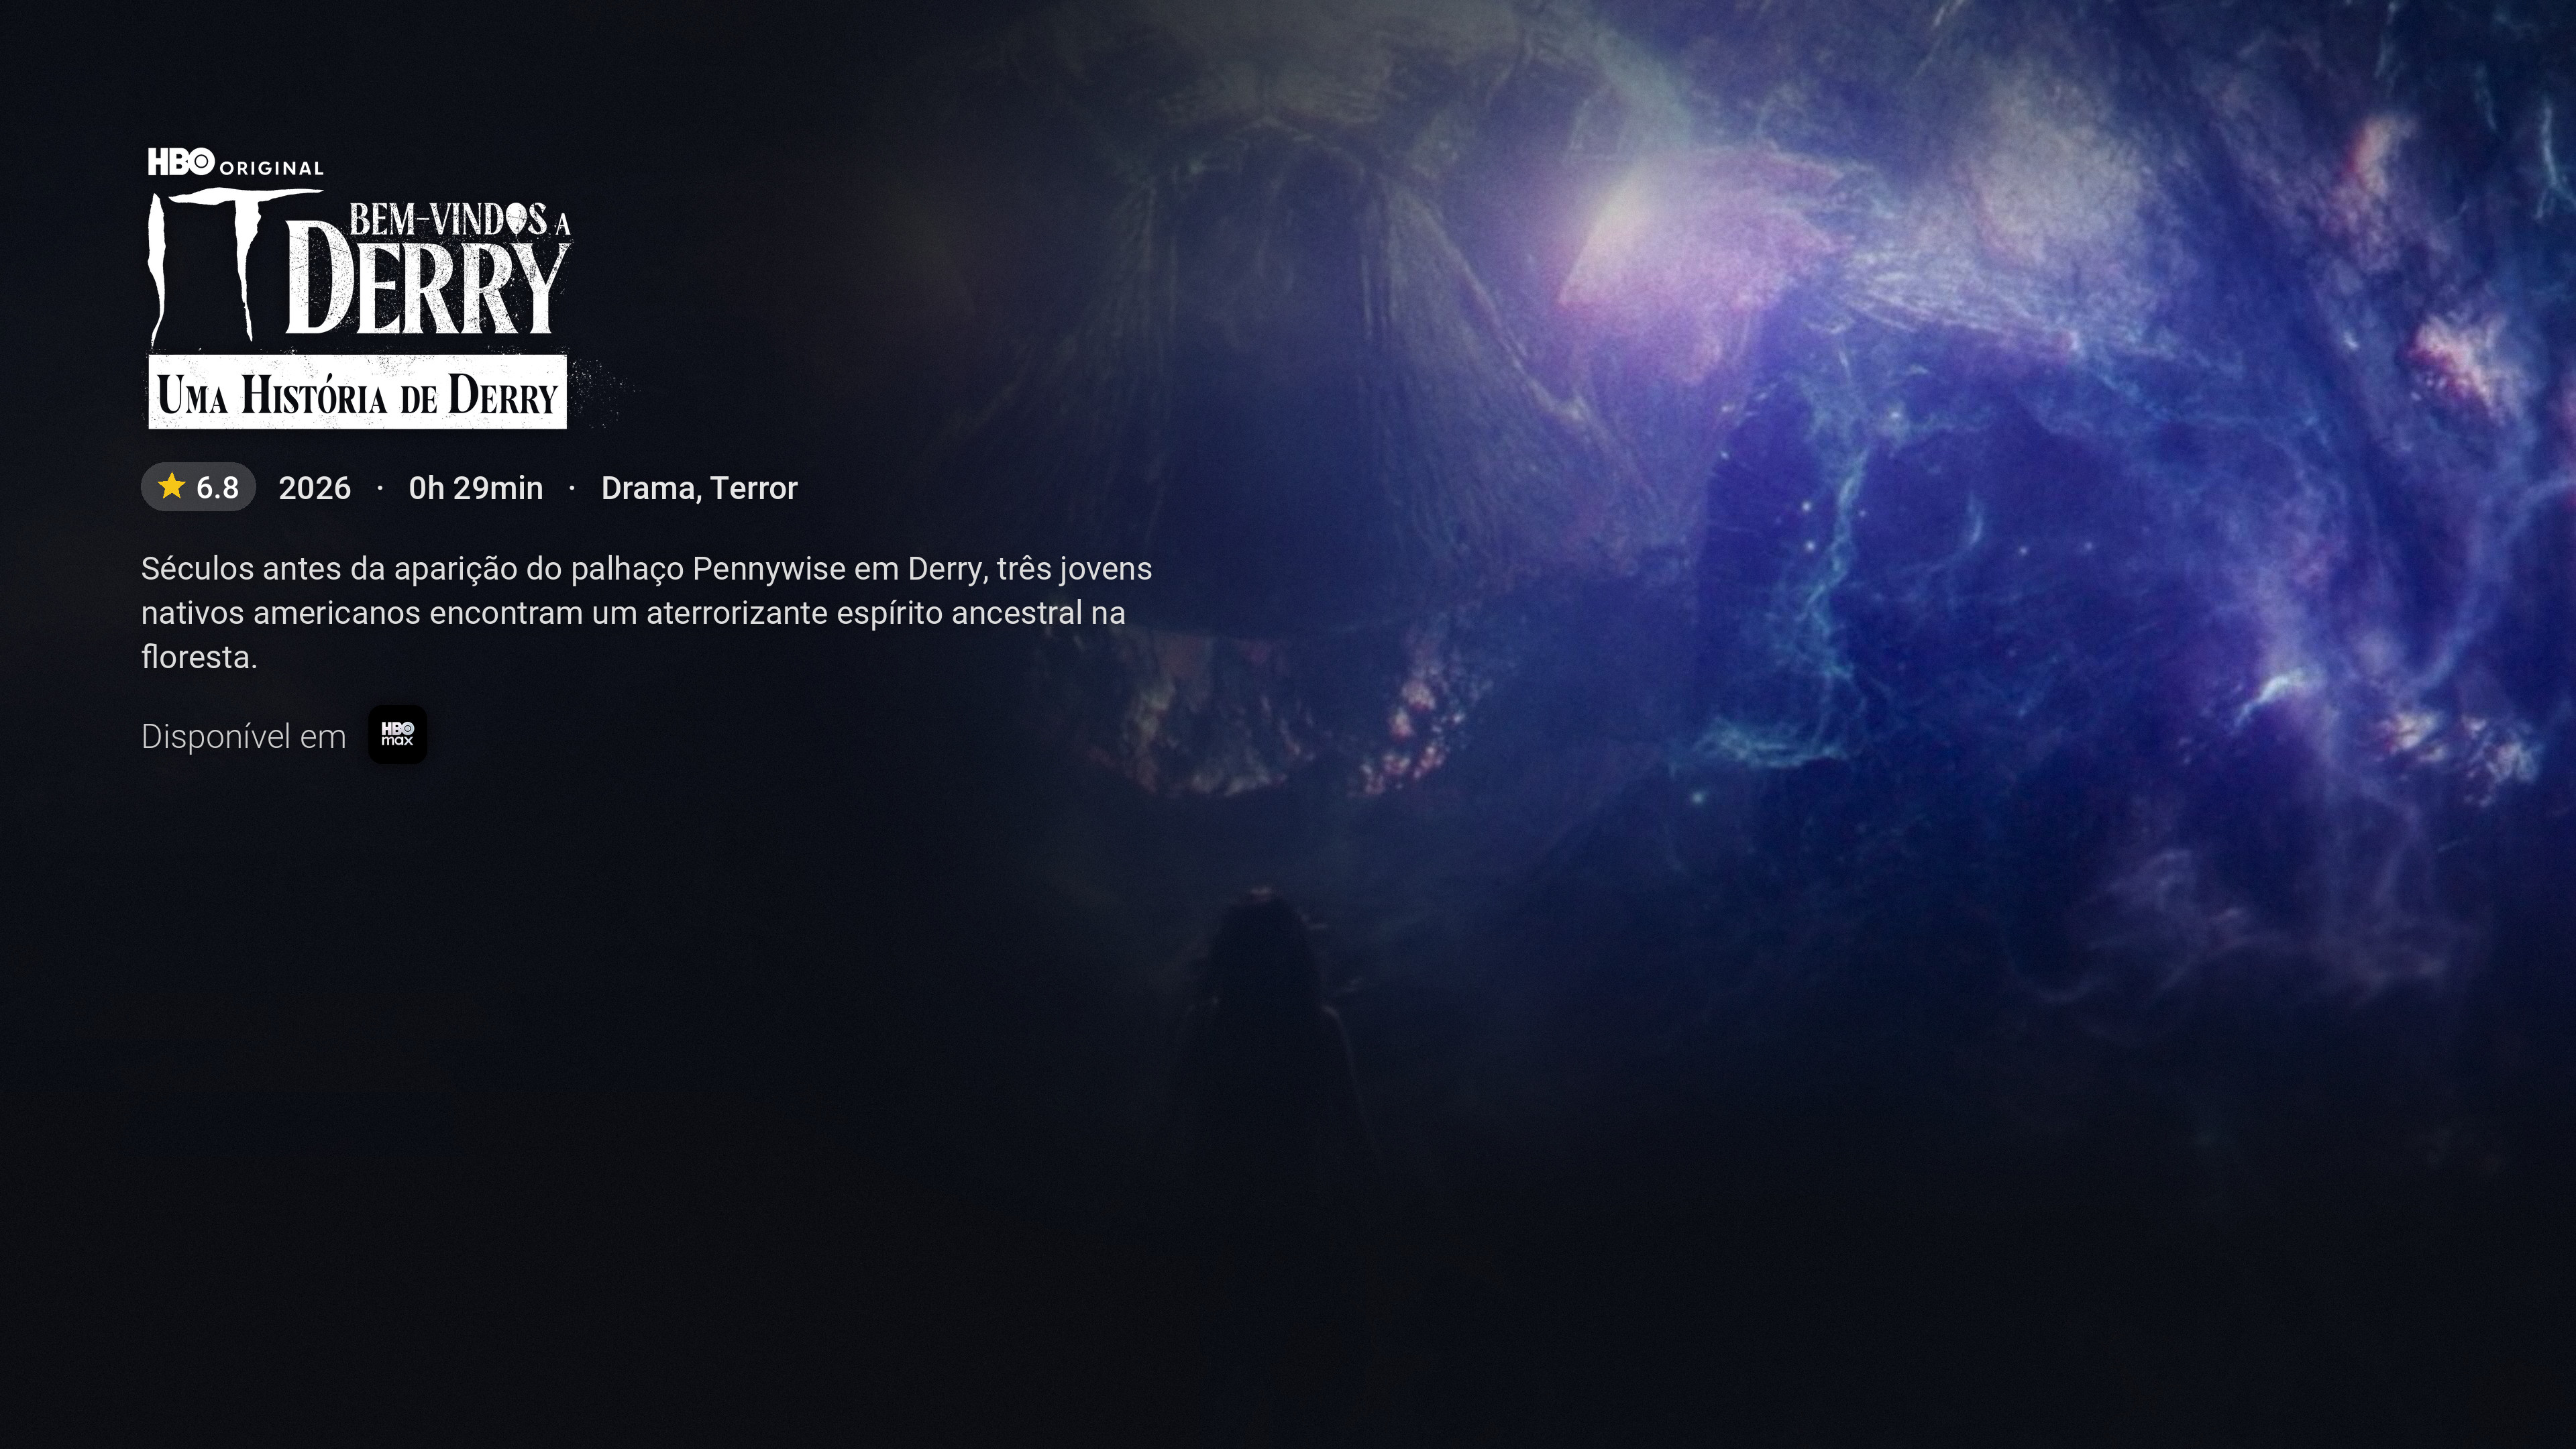 HBO ORIGINAL
IT BEM-VINDOS A
DERRY
UMA HISTÓRIA DE DERRY
6.8 2026 · 0h 29min · Drama, Terror
Séculos antes da aparição do palhaço Pennywise em Derry, três jovens
nativos americanos encontram um aterrorizante espírito ancestral na
floresta.
Disponível em HBO max